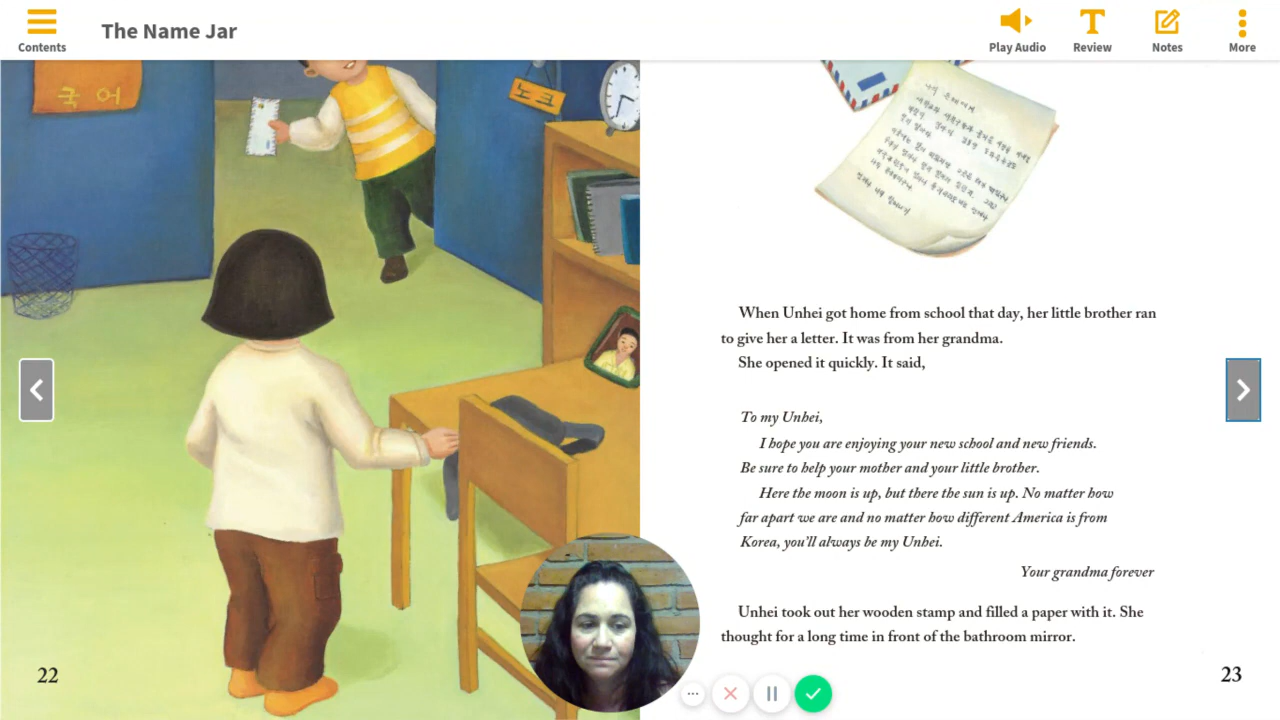 Contents
The Name Jar
Play Audio
Review
Notes
More
국 어
노크
When Unhei got home from school that day, her little brother ran
to give her a letter. It was from her grandma.
She opened it quickly. It said,
To my Unhei,
I hope you are enjoying your new school and new friends.
Be sure to help your mother and your little brother.
Here the moon is up, but there the sun is up. No matter how
far apart we are and no matter how different America is from
Korea, you'll always be my Unhei.
Your grandma forever
Unhei took out her wooden stamp and filled a paper with it. She
thought for a long time in front of the bathroom mirror.
22
23